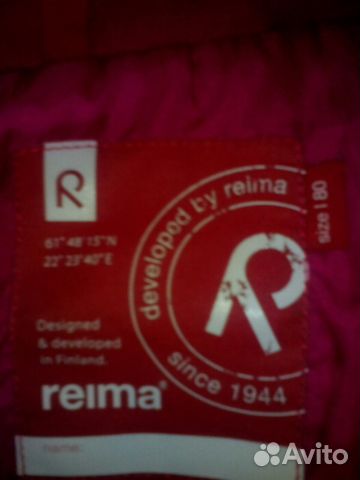 R
61°48'15"N
22°23'40"E
Designed
& developed
in Finland.
reima®
name:
developed by reima
R
since 1944
size | 80
Avito